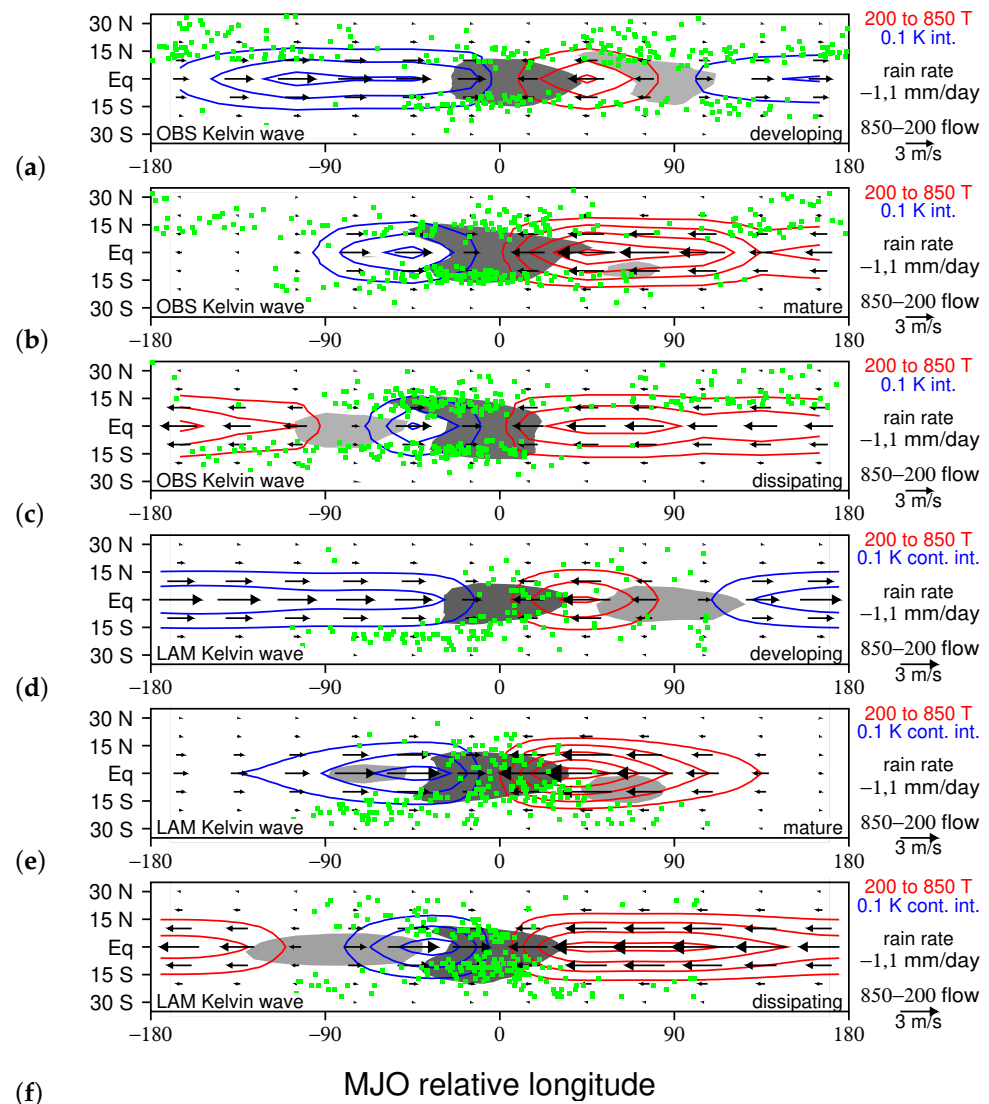 30 N
15 N
Eq
15 S
30 S
OBS Kelvin wave
developing
200 to 850 T
0.1 K int.
rain rate
−1,1 mm/day
850−200 flow
3 m/s
(a)
−180 −90 0 90 180
30 N
15 N
Eq
15 S
30 S
OBS Kelvin wave
mature
200 to 850 T
0.1 K int.
rain rate
−1,1 mm/day
850−200 flow
3 m/s
(b)
−180 −90 0 90 180
30 N
15 N
Eq
15 S
30 S
OBS Kelvin wave
dissipating
200 to 850 T
0.1 K int.
rain rate
−1,1 mm/day
850−200 flow
3 m/s
(c)
−180 −90 0 90 180
30 N
15 N
Eq
15 S
30 S
LAM Kelvin wave
developing
200 to 850 T
0.1 K cont. int.
rain rate
−1,1 mm/day
850−200 flow
3 m/s
(d)
−180 −90 0 90 180
30 N
15 N
Eq
15 S
30 S
LAM Kelvin wave
mature
200 to 850 T
0.1 K cont. int.
rain rate
−1,1 mm/day
850−200 flow
3 m/s
(e)
−180 −90 0 90 180
30 N
15 N
Eq
15 S
30 S
LAM Kelvin wave
dissipating
200 to 850 T
0.1 K cont. int.
rain rate
−1,1 mm/day
850−200 flow
3 m/s
−180 −90 0 90 180
(f)
MJO relative longitude